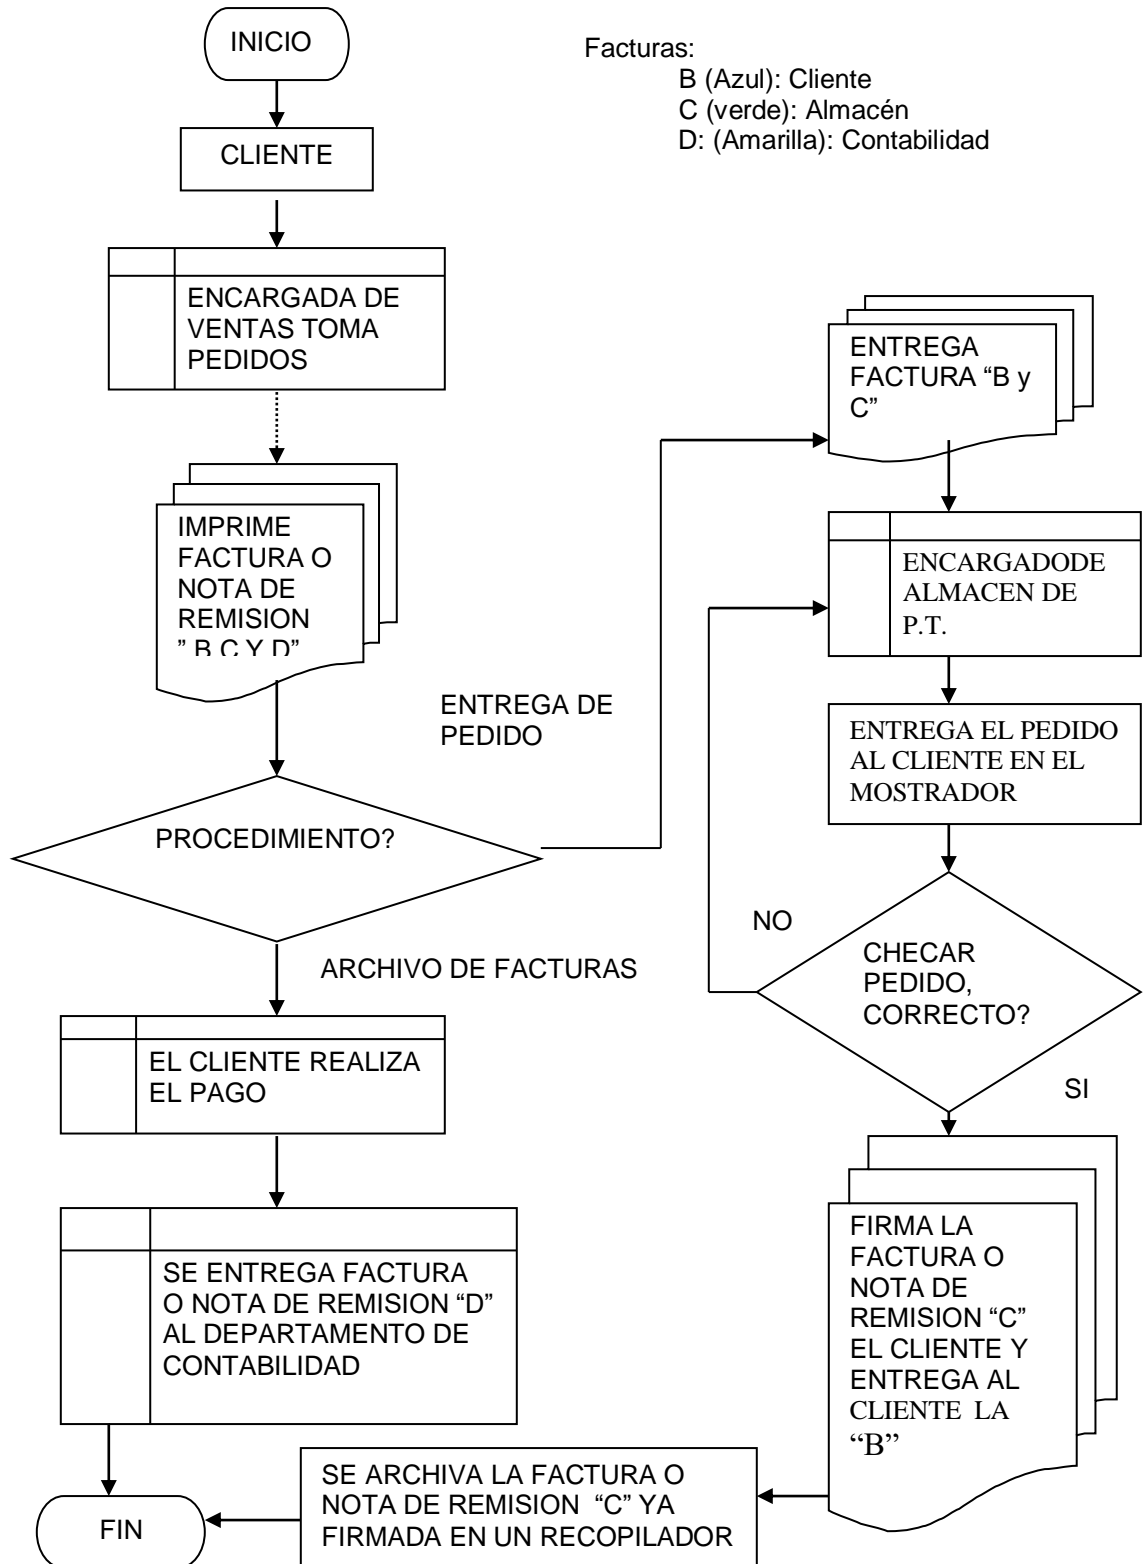 INICIO
Facturas:
B (Azul): Cliente
C (verde): Almacén
D: (Amarilla): Contabilidad
CLIENTE
ENCARGADA DE
VENTAS TOMA
PEDIDOS
IMPRIME
FACTURA O
NOTA DE
REMISION
” B C Y D”
PROCEDIMIENTO?
ENTREGA DE
PEDIDO
ARCHIVO DE FACTURAS
EL CLIENTE REALIZA
EL PAGO
SE ENTREGA FACTURA
O NOTA DE REMISION “D”
AL DEPARTAMENTO DE
CONTABILIDAD
ENTREGA
FACTURA “B y
C”
ENCARGADODE
ALMACEN DE
P.T.
ENTREGA EL PEDIDO
AL CLIENTE EN EL
MOSTRADOR
NO
CHECAR
PEDIDO,
CORRECTO?
SI
FIRMA LA
FACTURA O
NOTA DE
REMISION “C”
EL CLIENTE Y
ENTREGA AL
CLIENTE LA
“B”
SE ARCHIVA LA FACTURA O
NOTA DE REMISION “C” YA
FIRMADA EN UN RECOPILADOR
FIN